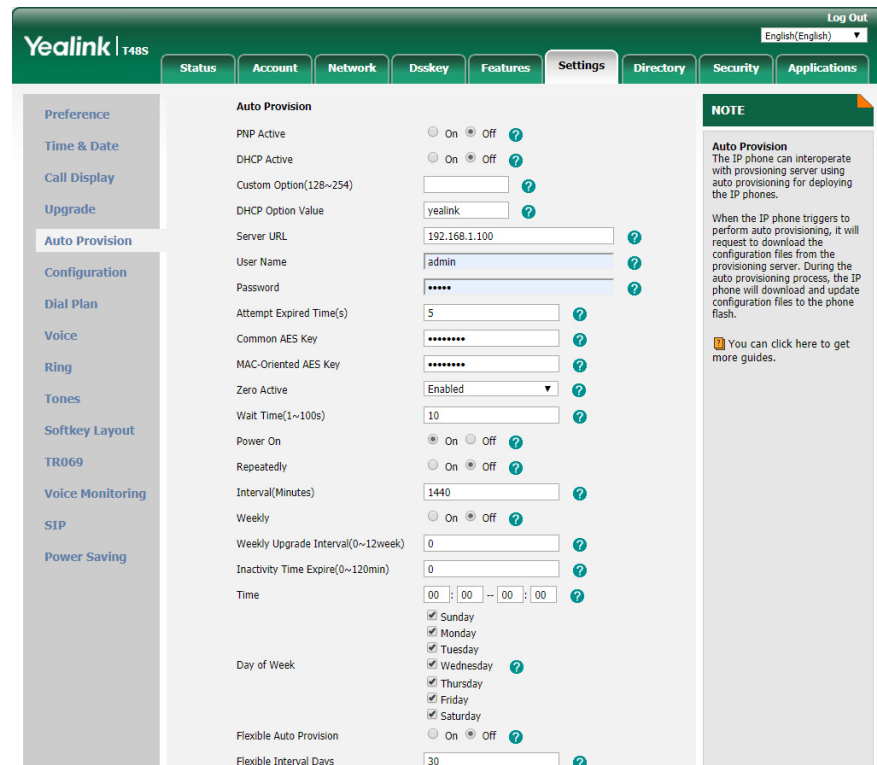 Log Out
English(English)
Yealink | T48S
Status Account Network Dsskey Features Settings Directory Security Applications
Preference
Time & Date
Call Display
Upgrade
Auto Provision
Configuration
Dial Plan
Voice
Ring
Tones
Softkey Layout
TR069
Voice Monitoring
SIP
Power Saving
Auto Provision
PNP Active On Off ?
DHCP Active On Off ?
Custom Option(128~254) ?
DHCP Option Value yealink ?
Server URL 192.168.1.100 ?
User Name admin ?
Password ••••• ?
Attempt Expired Time(s) 5 ?
Common AES Key •••••••• ?
MAC-Oriented AES Key •••••••• ?
Zero Active Enabled ?
Wait Time(1~100s) 10 ?
Power On On Off ?
Repeatedly On Off ?
Interval(Minutes) 1440 ?
Weekly On Off ?
Weekly Upgrade Interval(0~12week) 0 ?
Inactivity Time Expire(0~120min) 0 ?
Time 00 : 00 -- 00 : 00 ?
Sunday
Monday
Tuesday
Day of Week Wednesday ?
Thursday
Friday
Saturday
Flexible Auto Provision On Off ?
Flexible Interval Days 30 ?
NOTE
Auto Provision
The IP phone can interoperate
with provsioning server using
auto provisioning for deploying
the IP phones.
When the IP phone triggers to
perform auto provisioning, it will
request to download the
configuration files from the
provisioning server. During the
auto provisioning process, the IP
phone will download and update
configuration files to the phone
flash.
? You can click here to get
more guides.